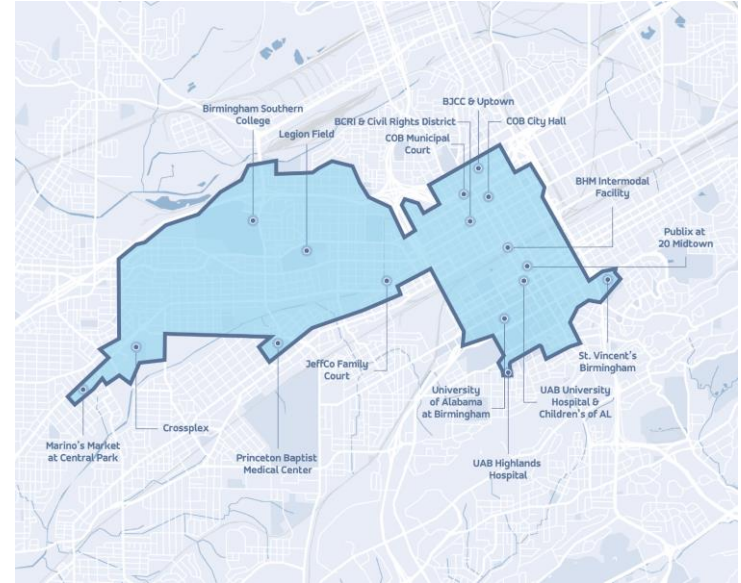 BJCC & Uptown
Birmingham Southern
College
BCRI & Civil Rights District
COB City Hall
Legion Field
COB Municipal
Court
BHM Intermodal
Facility
Publix at
20 Midtown
JeffCo Family
Court
St. Vincent's
Birmingham
University
of Alabama
at Birmingham
UAB University
Hospital &
Children's of AL
Crossplex
Marino's Market
at Central Park
Princeton Baptist
Medical Center
UAB Highlands
Hospital